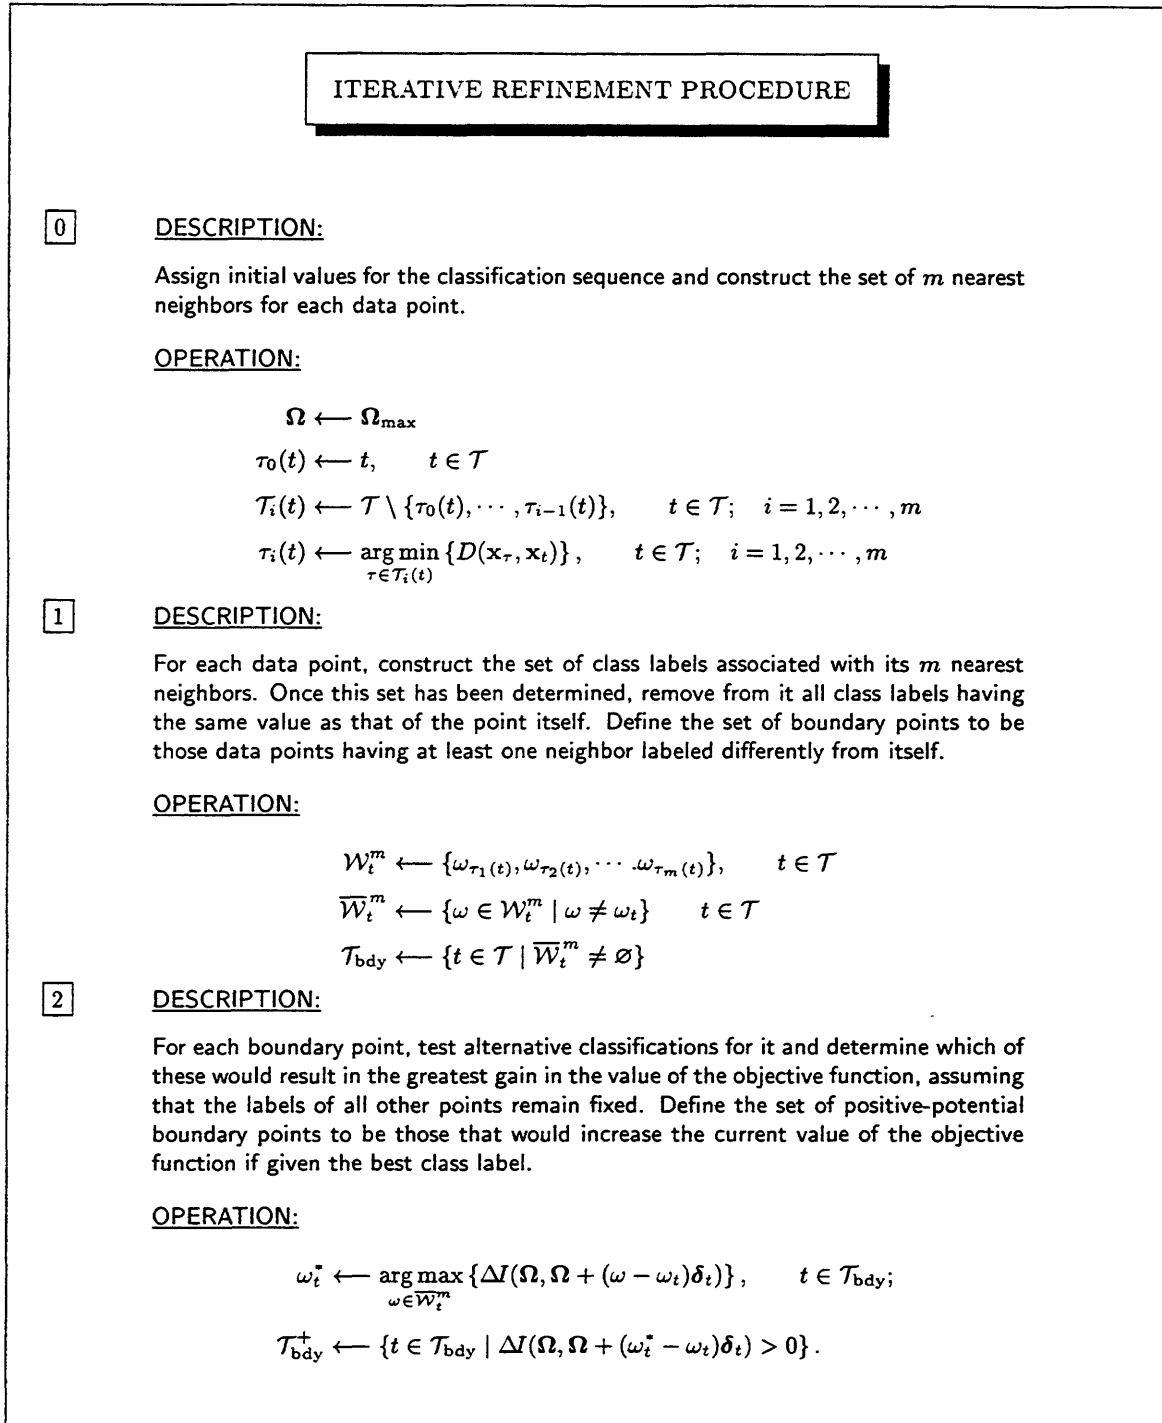 ITERATIVE REFINEMENT PROCEDURE
0 DESCRIPTION:
Assign initial values for the classification sequence and construct the set of m nearest
neighbors for each data point.
OPERATION:
Ω ⟵ Ω_max
τ_0(t) ⟵ t, t ∈ 𝒯
𝒯_i(t) ⟵ 𝒯 \ {τ_0(t), ⋯ , τ_{i−1}(t)}, t ∈ 𝒯; i = 1, 2, ⋯ , m
τ_i(t) ⟵ arg min_{τ∈𝒯_i(t)} {D(x_τ, x_t)} , t ∈ 𝒯; i = 1, 2, ⋯ , m
1 DESCRIPTION:
For each data point, construct the set of class labels associated with its m nearest
neighbors. Once this set has been determined, remove from it all class labels having
the same value as that of the point itself. Define the set of boundary points to be
those data points having at least one neighbor labeled differently from itself.
OPERATION:
𝒲_t^m ⟵ {ω_{τ_1(t)}, ω_{τ_2(t)}, ⋯ .ω_{τ_m(t)}}, t ∈ 𝒯
𝒲̅_t^m ⟵ {ω ∈ 𝒲_t^m | ω ≠ ω_t} t ∈ 𝒯
𝒯_bdy ⟵ {t ∈ 𝒯 | 𝒲̅_t^m ≠ ∅}
2 DESCRIPTION:
For each boundary point, test alternative classifications for it and determine which of
these would result in the greatest gain in the value of the objective function, assuming
that the labels of all other points remain fixed. Define the set of positive-potential
boundary points to be those that would increase the current value of the objective
function if given the best class label.
OPERATION:
ω_t^* ⟵ arg max_{ω∈𝒲̅_t^m} {ΔI(Ω, Ω + (ω − ω_t)δ_t)} , t ∈ 𝒯_bdy;
𝒯_bdy^+ ⟵ {t ∈ 𝒯_bdy | ΔI(Ω, Ω + (ω_t^* − ω_t)δ_t) > 0} .